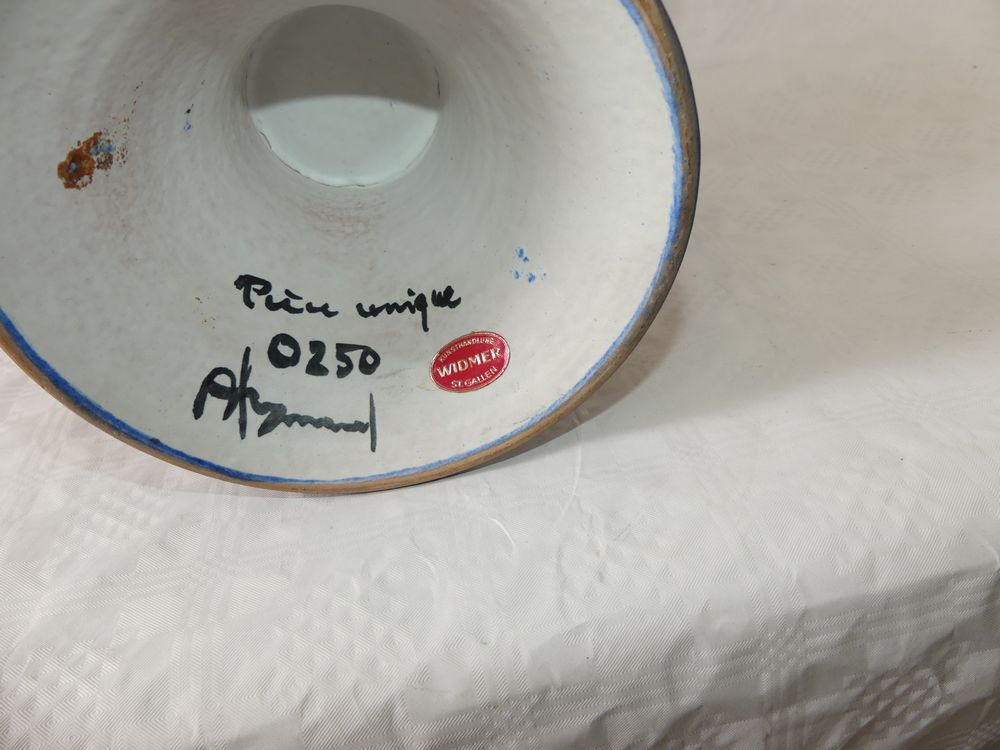 Pièce unique
0250
KUNSTHANDLUNG
WIDMER
ST. GALLEN